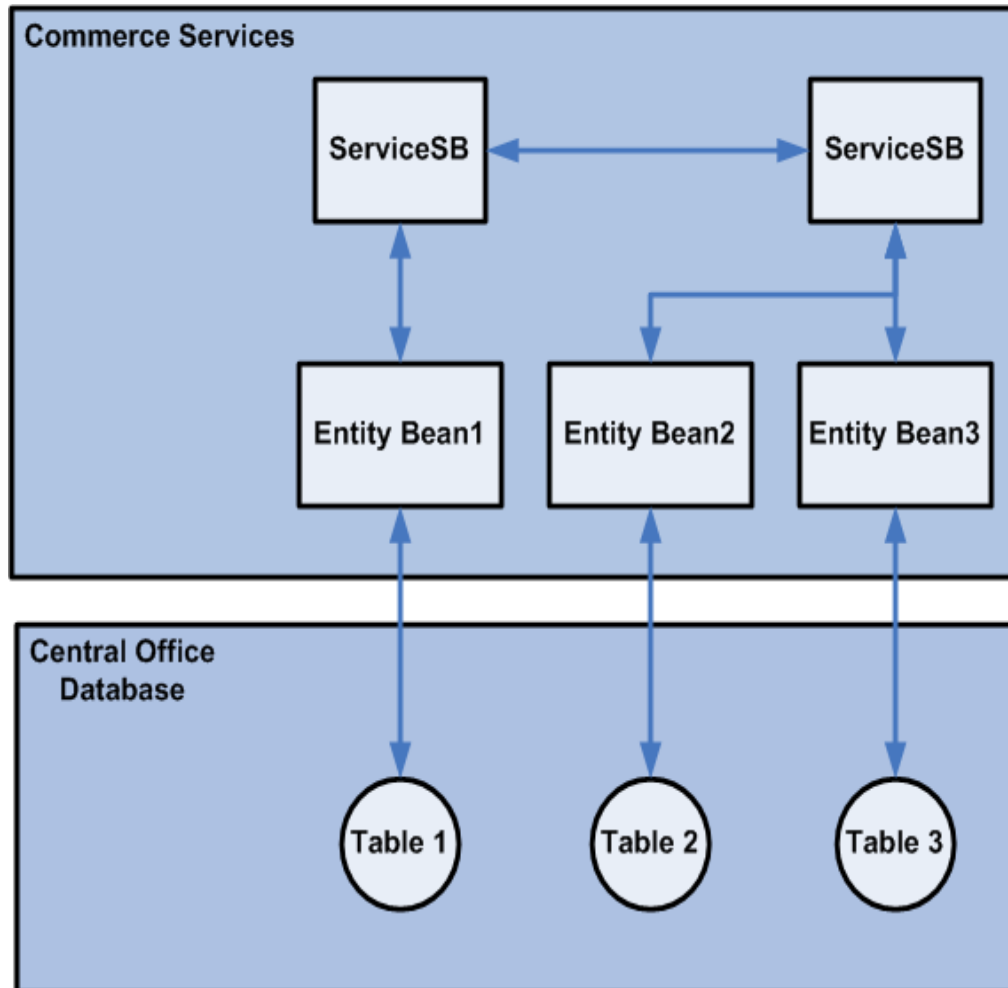 Commerce Services
ServiceSB
ServiceSB
Entity Bean1
Entity Bean2
Entity Bean3
Central Office
Database
Table 1
Table 2
Table 3